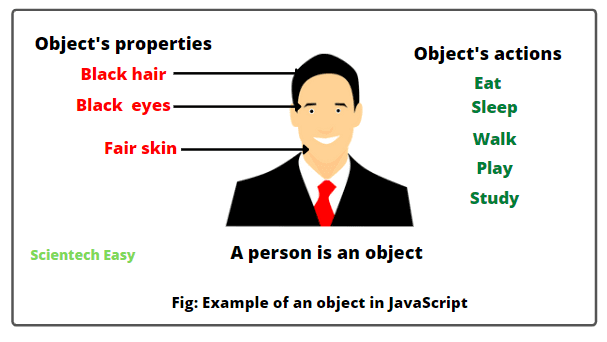 Object's properties
Black hair
Black eyes
Fair skin
Object's actions
Eat
Sleep
Walk
Play
Study
A person is an object
Scientech Easy
Fig: Example of an object in JavaScript